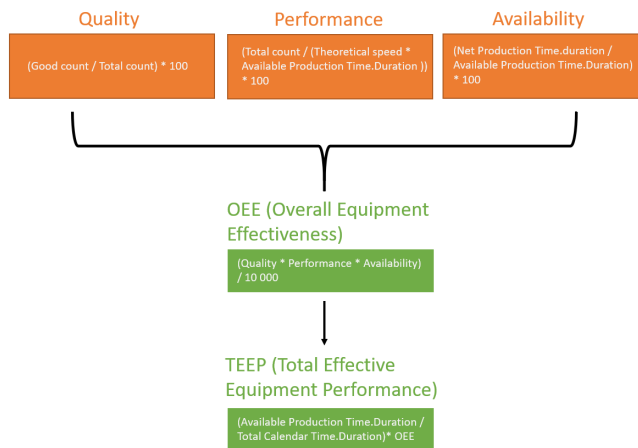 Quality
Performance
Availability
(Good count / Total count) * 100
(Total count / (Theoretical speed *
Available Production Time.Duration ))
* 100
(Net Production Time.duration /
Available Production Time.Duration)
* 100
OEE (Overall Equipment
Effectiveness)
(Quality * Performance * Availability)
/ 10 000
TEEP (Total Effective
Equipment Performance)
(Available Production Time.Duration /
Total Calendar Time.Duration)* OEE